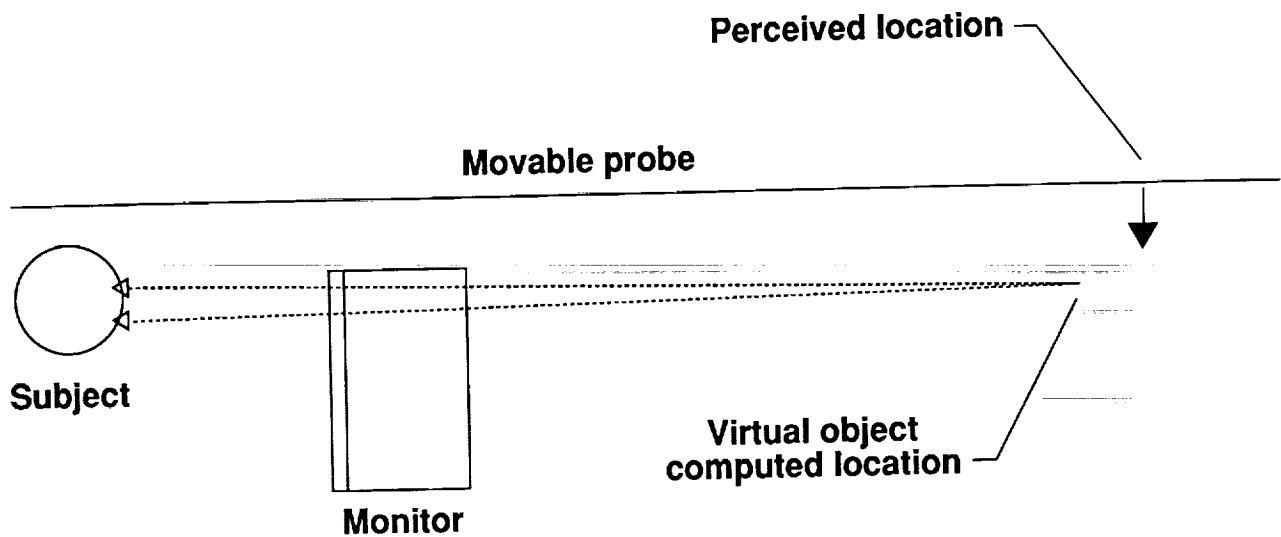 Perceived location
Movable probe
Subject
Virtual object
computed location
Monitor